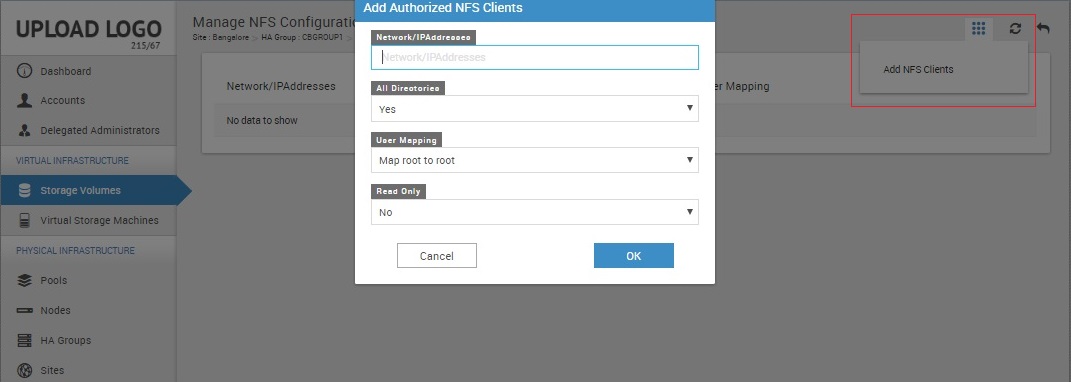 UPLOAD LOGO
215/67
Dashboard
Accounts
Delegated Administrators
VIRTUAL INFRASTRUCTURE
Storage Volumes
Virtual Storage Machines
PHYSICAL INFRASTRUCTURE
Pools
Nodes
HA Groups
Sites
Manage NFS Configuratio
Site : Bangalore > HA Group : CBGROUP1 >
Network/IPAddresses
er Mapping
No data to show
Add NFS Clients
Add Authorized NFS Clients
Network/IPAddresses
Network/IPAddresses
All Directories
Yes
User Mapping
Map root to root
Read Only
No
Cancel
OK